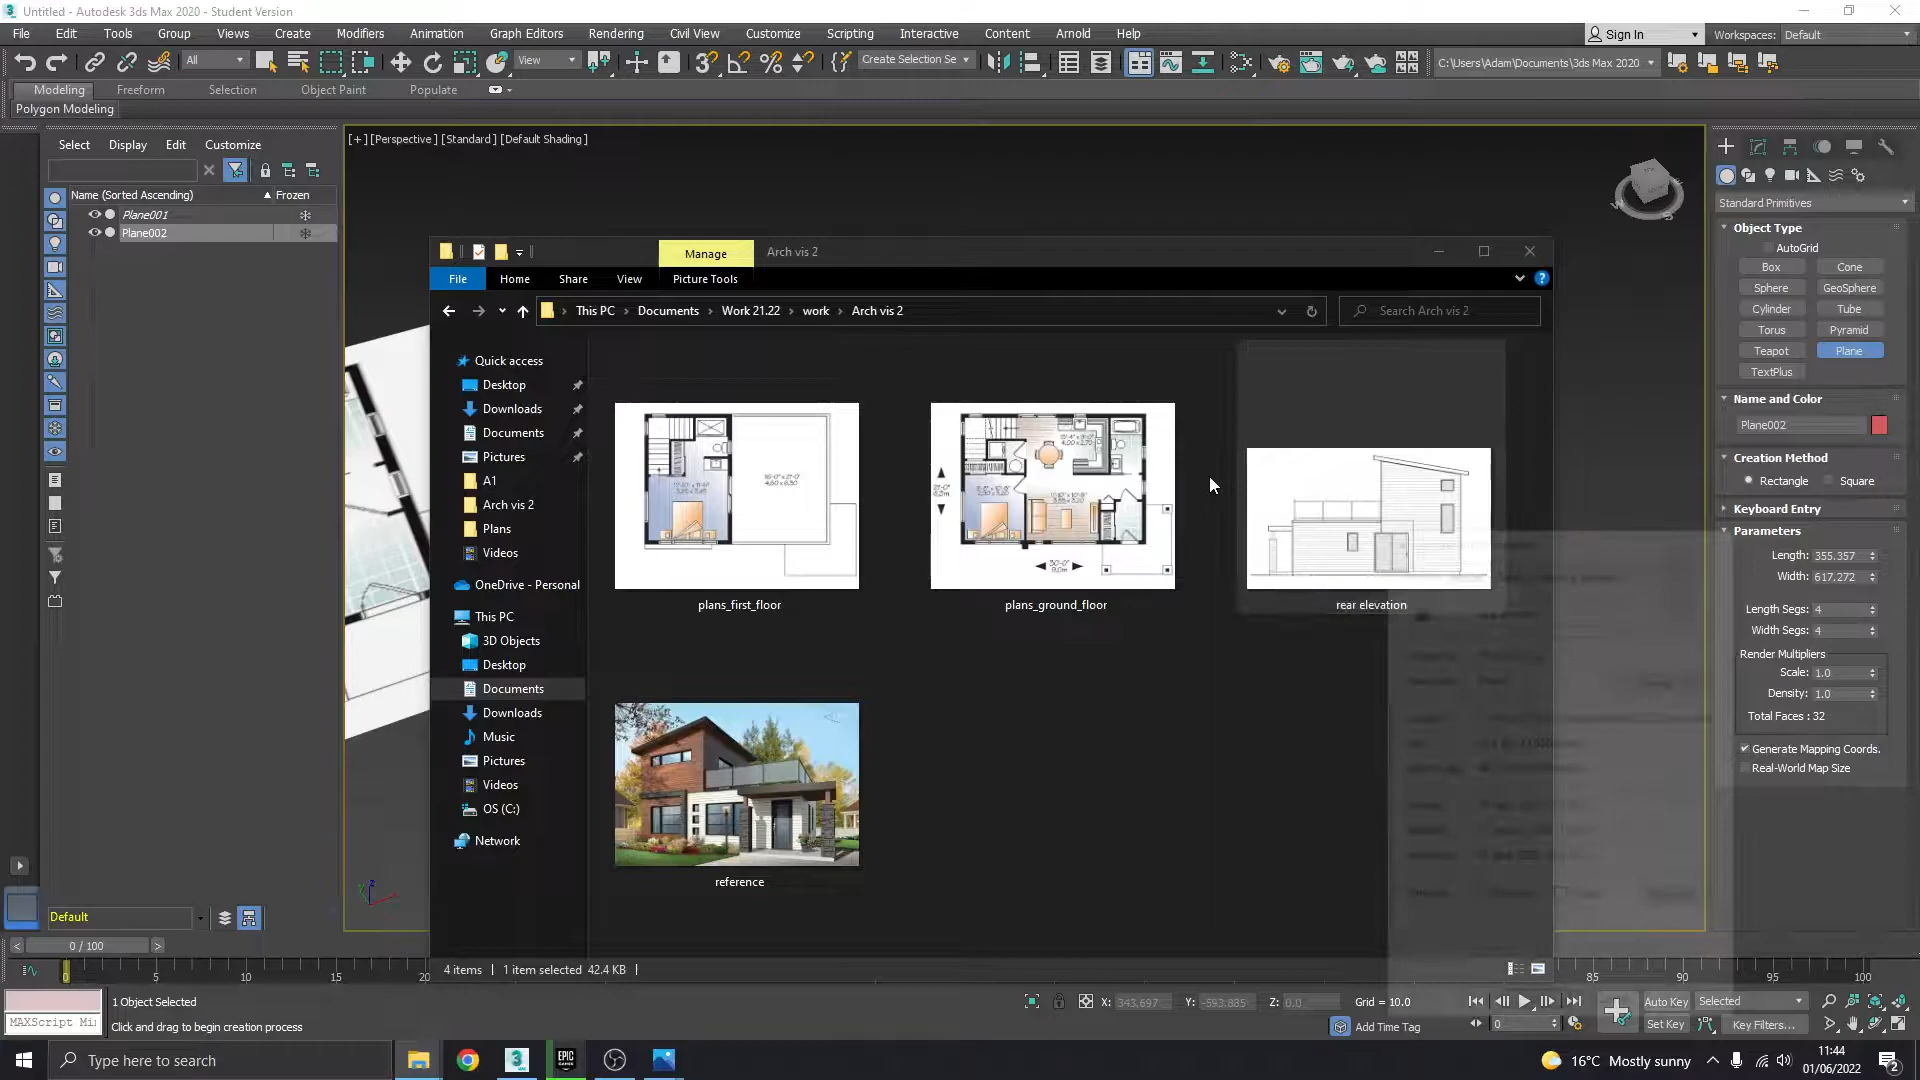 Untitled - Autodesk 3ds Max 2020 - Student Version
File Edit Tools Group Views Create Modifiers Animation Graph Editors Rendering Civil View Customize Scripting Interactive Content Arnold Help
Sign In
Workspaces: Default
All
View
Create Selection Se
C:\Users\Adam\Documents\3ds Max 2020
Modeling Freeform Selection Object Paint Populate
Polygon Modeling
Select Display Edit Customize
Name (Sorted Ascending) Frozen
Plane001
Plane002
[+] [Perspective] [Standard] [Default Shading]
Manage
Arch vis 2
File Home Share View Picture Tools
This PC Documents Work 21.22 work Arch vis 2
Search Arch vis 2
Quick access
Desktop
Downloads
Documents
Pictures
A1
Arch vis 2
Plans
Videos
OneDrive - Personal
This PC
3D Objects
Desktop
Documents
Downloads
Music
Pictures
Videos
OS (C:)
Network
plans_first_floor
plans_ground_floor
rear elevation
reference
4 items 1 item selected 42.4 KB
Standard Primitives
Object Type
AutoGrid
Box Cone
Sphere GeoSphere
Cylinder Tube
Torus Pyramid
Teapot Plane
TextPlus
Name and Color
Plane002
Creation Method
Rectangle Square
Keyboard Entry
Parameters
Length: 355.357
Width: 617.272
Length Segs: 4
Width Segs: 4
Render Multipliers
Scale: 1.0
Density: 1.0
Total Faces : 32
Generate Mapping Coords.
Real-World Map Size
Default
0 / 100
0 5 10 15 20 85 90 95 100
1 Object Selected
MAXScript Mi
Click and drag to begin creation process
X: 343.697 Y: -593.885 Z: 0.0 Grid = 10.0
Add Time Tag
0
Auto Key Selected
Set Key Key Filters...
Type here to search
EPIC GAMES
16°C Mostly sunny
11:44
01/06/2022
2